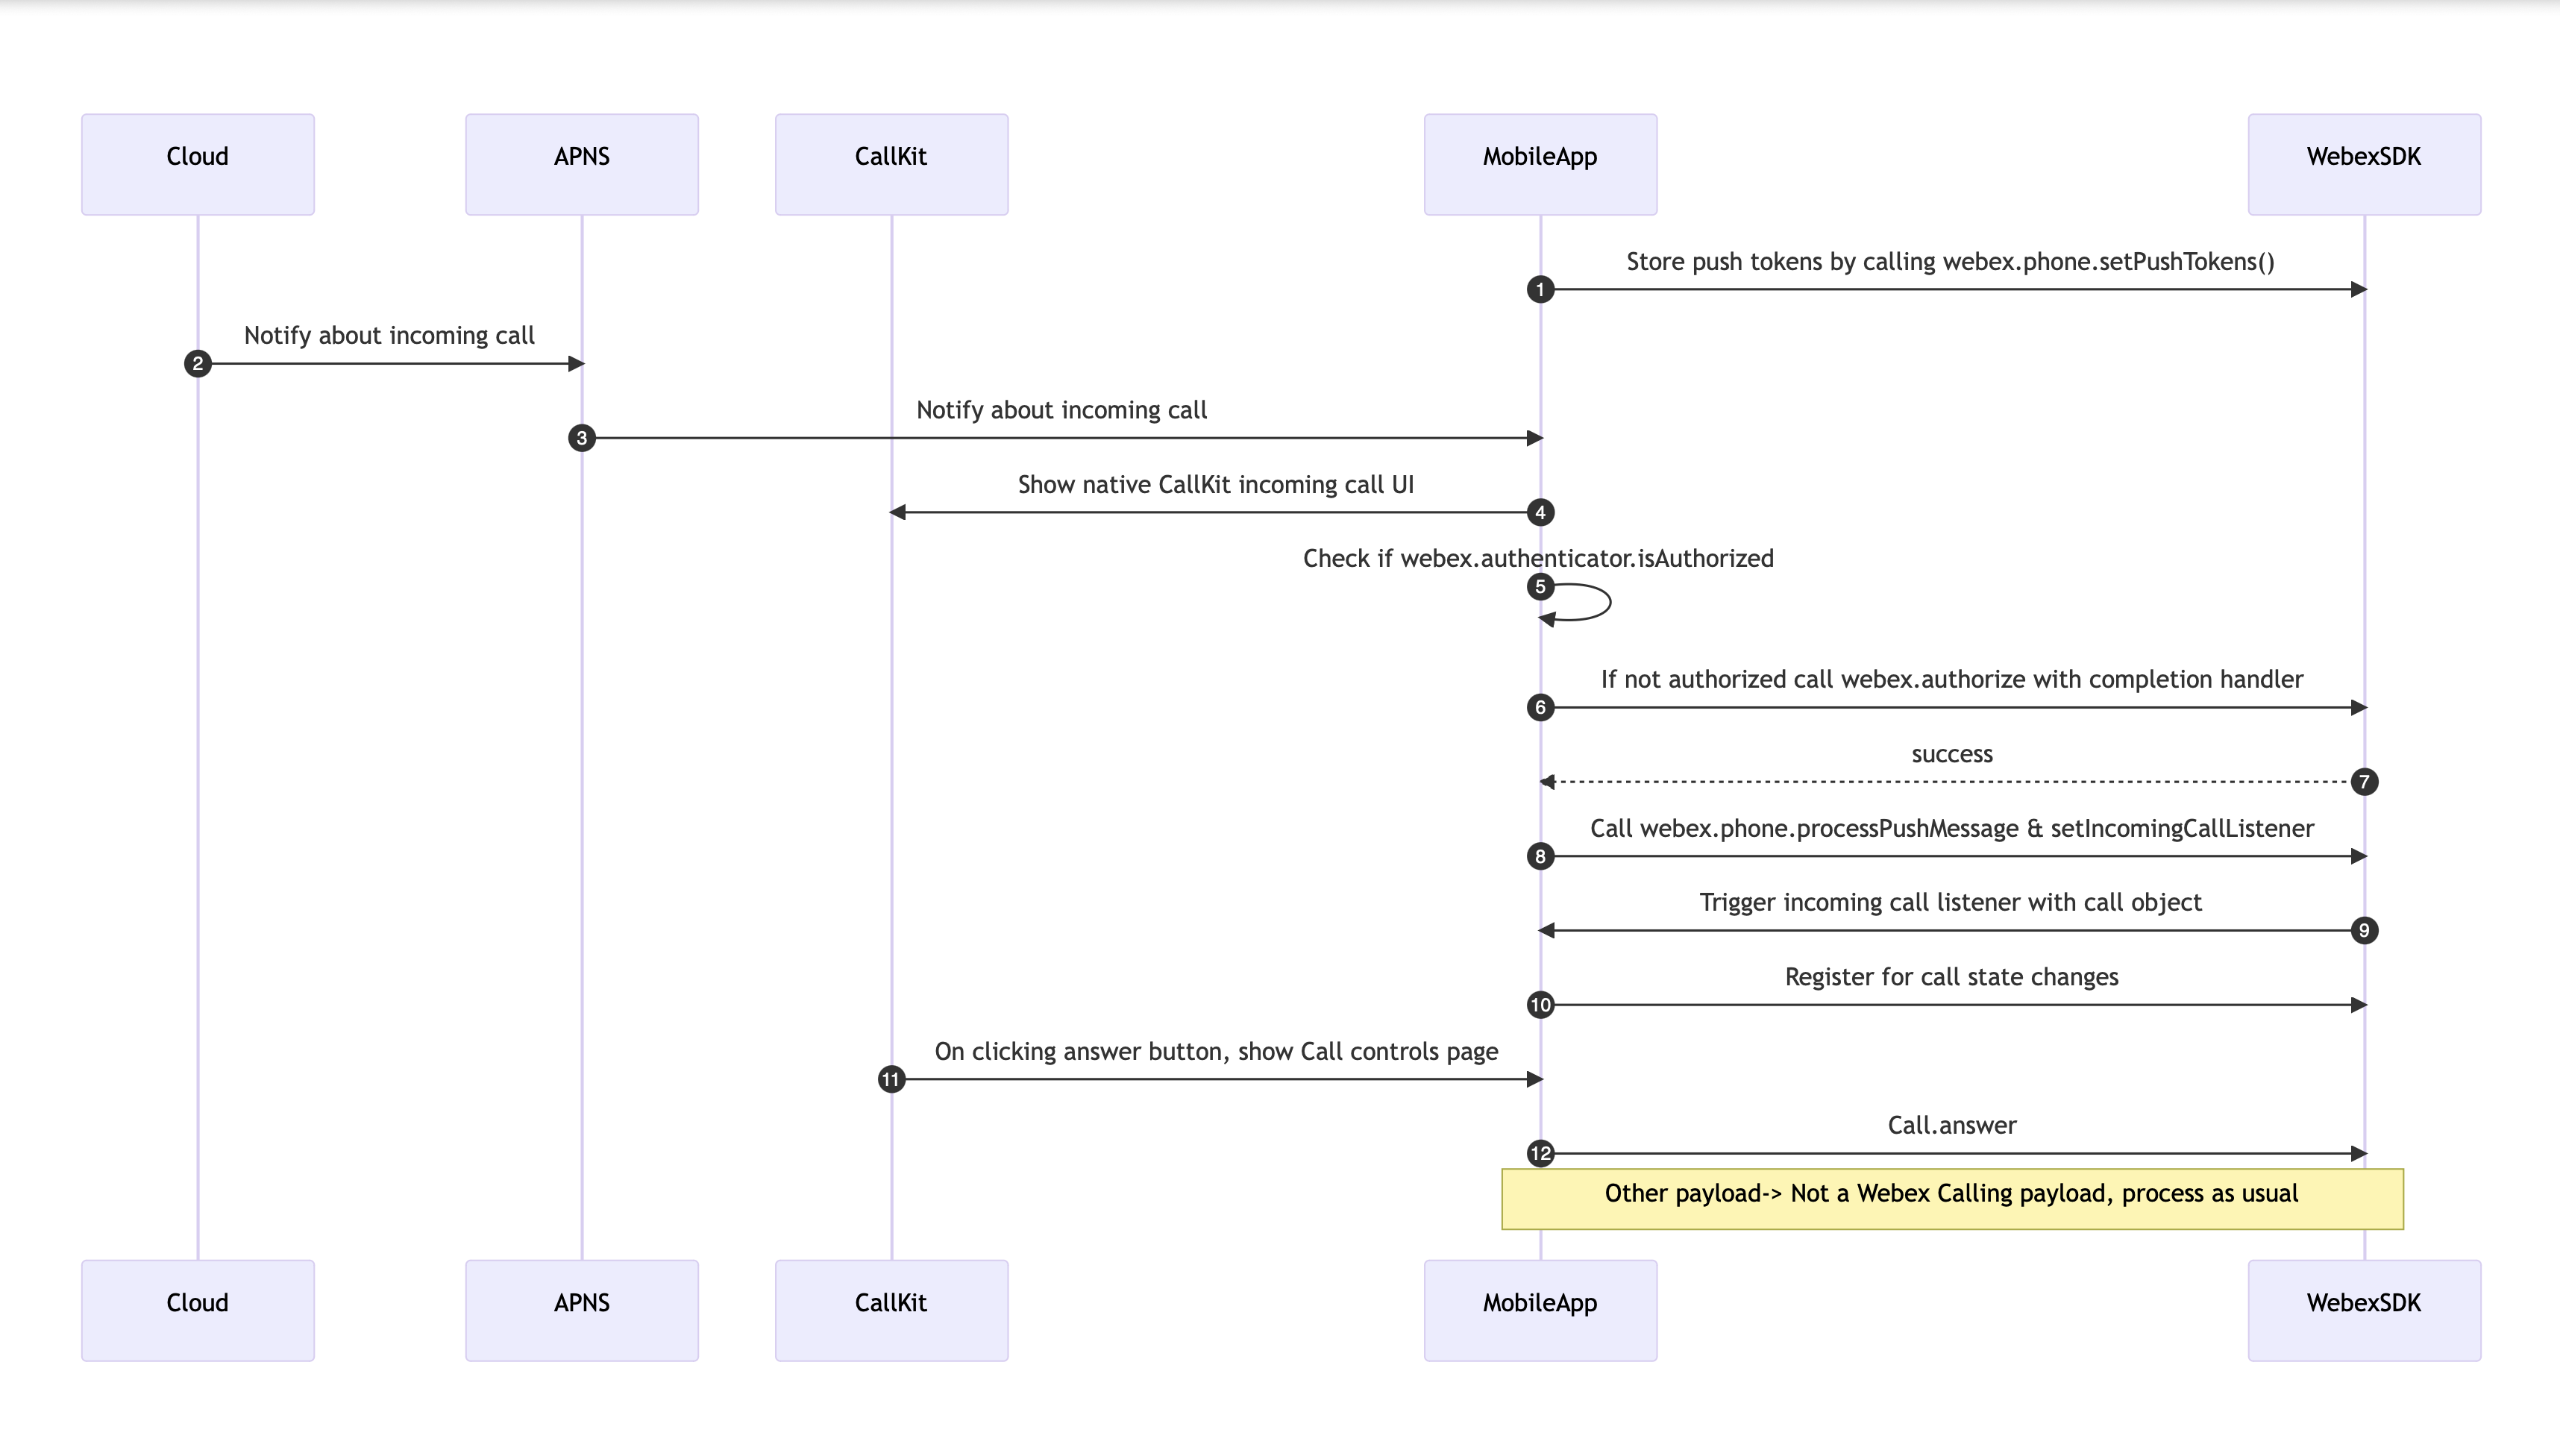 Cloud
APNS
CallKit
MobileApp
WebexSDK
Store push tokens by calling webex.phone.setPushTokens()
1
Notify about incoming call
2
Notify about incoming call
3
Show native CallKit incoming call UI
4
Check if webex.authenticator.isAuthorized
5
If not authorized call webex.authorize with completion handler
6
success
7
Call webex.phone.processPushMessage & setIncomingCallListener
8
Trigger incoming call listener with call object
9
Register for call state changes
10
On clicking answer button, show Call controls page
11
Call.answer
12
Other payload-> Not a Webex Calling payload, process as usual
Cloud
APNS
CallKit
MobileApp
WebexSDK